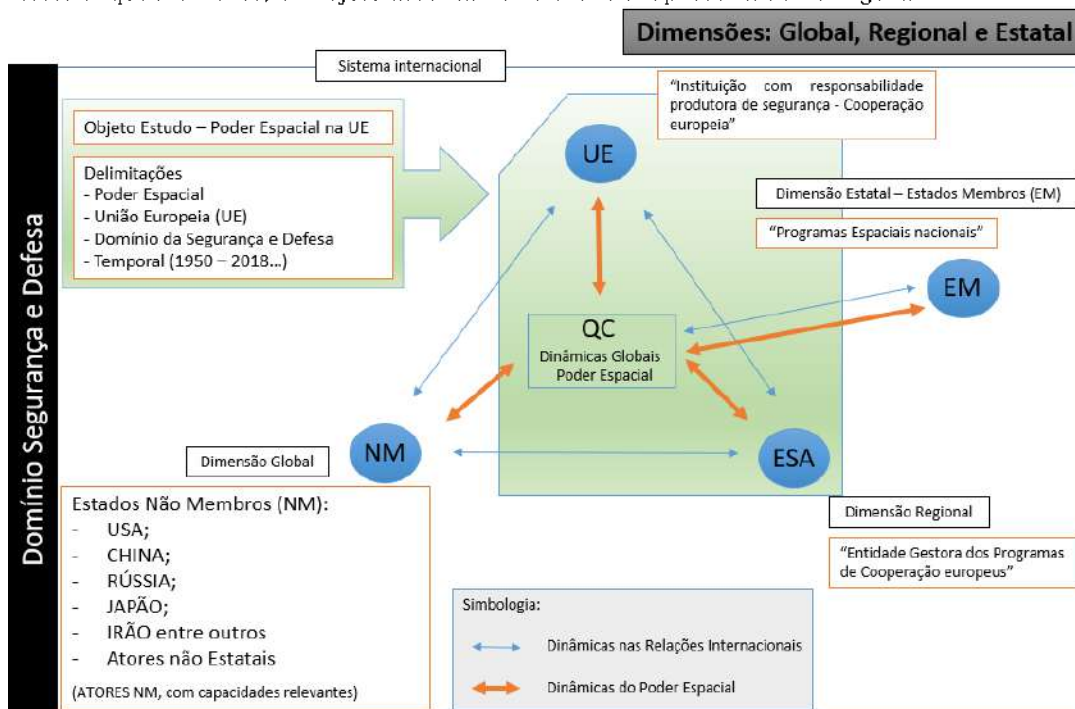 Dimensões: Global, Regional e Estatal
Sistema internacional
"Instituição com responsabilidade
produtora de segurança - Cooperação
europeia"
Objeto Estudo – Poder Espacial na UE
Delimitações
- Poder Espacial
- União Europeia (UE)
- Domínio da Segurança e Defesa
- Temporal (1950 – 2018...)
UE
Dimensão Estatal – Estados Membros (EM)
"Programas Espaciais nacionais"
EM
QC
Dinâmicas Globais
Poder Espacial
Domínio Segurança e Defesa
NM
ESA
Dimensão Global
Estados Não Membros (NM):
- USA;
- CHINA;
- RÚSSIA;
- JAPÃO;
- IRÃO entre outros
- Atores não Estatais
(ATORES NM, com capacidades relevantes)
Dimensão Regional
"Entidade Gestora dos Programas
de Cooperação europeus"
Simbologia:
Dinâmicas nas Relações Internacionais
Dinâmicas do Poder Espacial